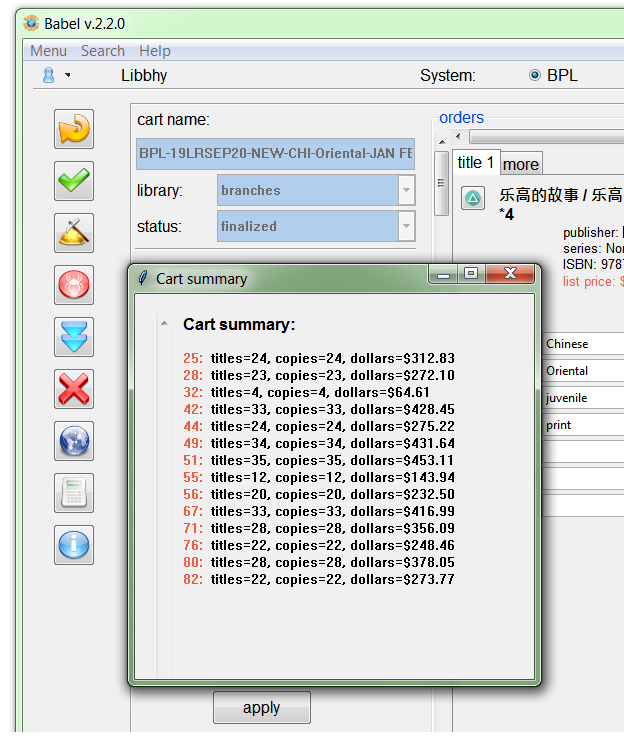 Babel v.2.2.0
Menu Search Help
Libbhy System: BPL
cart name:
orders
BPL-19LRSEP20-NEW-CHI-Oriental-JAN FE
library: branches
status: finalized
title 1 more
乐高的故事 / 乐高
*4
publisher:
series: Nor
ISBN: 978
list price: $
Chinese
Oriental
juvenile
print
Cart summary
Cart summary:
25: titles=24, copies=24, dollars=$312.83
28: titles=23, copies=23, dollars=$272.10
32: titles=4, copies=4, dollars=$64.61
42: titles=33, copies=33, dollars=$428.45
44: titles=24, copies=24, dollars=$275.22
49: titles=34, copies=34, dollars=$431.64
51: titles=35, copies=35, dollars=$453.11
55: titles=12, copies=12, dollars=$143.94
56: titles=20, copies=20, dollars=$232.50
67: titles=33, copies=33, dollars=$416.99
71: titles=28, copies=28, dollars=$356.09
76: titles=22, copies=22, dollars=$248.46
80: titles=28, copies=28, dollars=$378.05
82: titles=22, copies=22, dollars=$273.77
apply